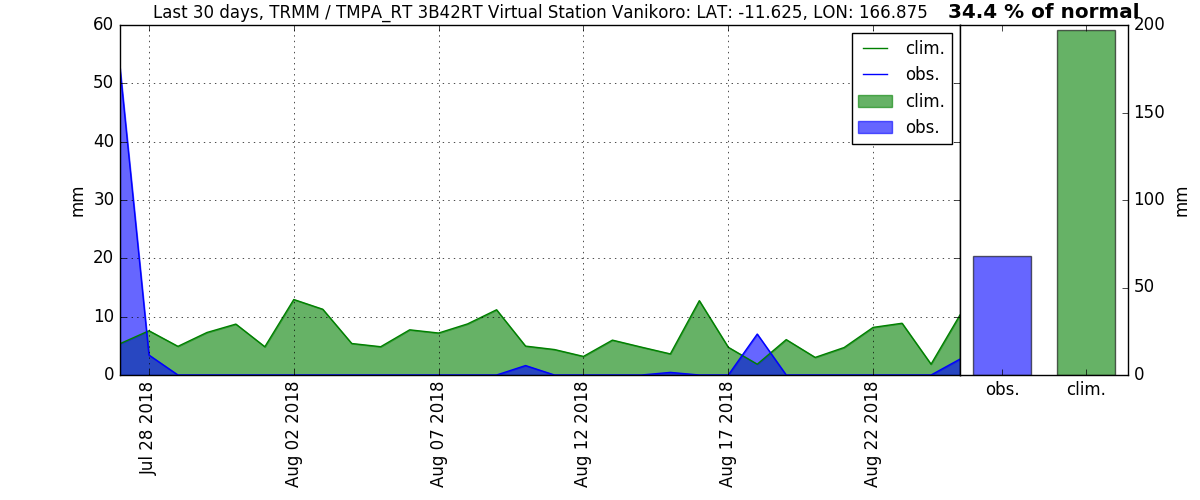 Last 30 days, TRMM / TMPA_RT 3B42RT Virtual Station Vanikoro: LAT: -11.625, LON: 166.875
34.4 % of normal
60
50
40
30
20
10
0
mm
clim.
obs.
clim.
obs.
Jul 28 2018
Aug 02 2018
Aug 07 2018
Aug 12 2018
Aug 17 2018
Aug 22 2018
200
150
100
50
0
mm
obs.
clim.